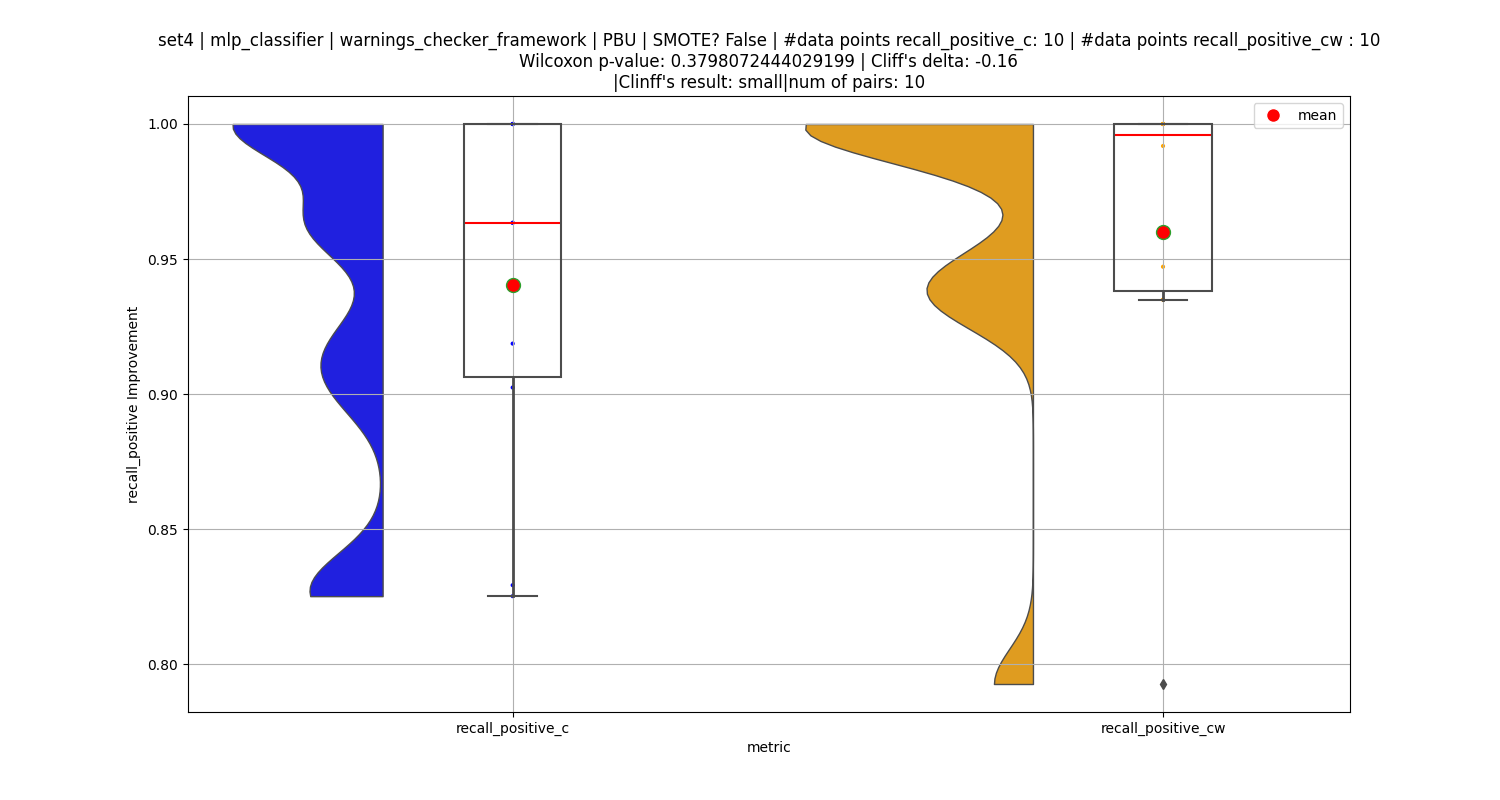 set4 | mlp_classifier | warnings_checker_framework | PBU | SMOTE? False | #data points recall_positive_c: 10 | #data points recall_positive_cw : 10
Wilcoxon p-value: 0.3798072444029199 | Cliff's delta: -0.16
|Clinff's result: small|num of pairs: 10
mean
1.00
0.95
0.90
0.85
0.80
recall_positive Improvement
recall_positive_c
recall_positive_cw
metric